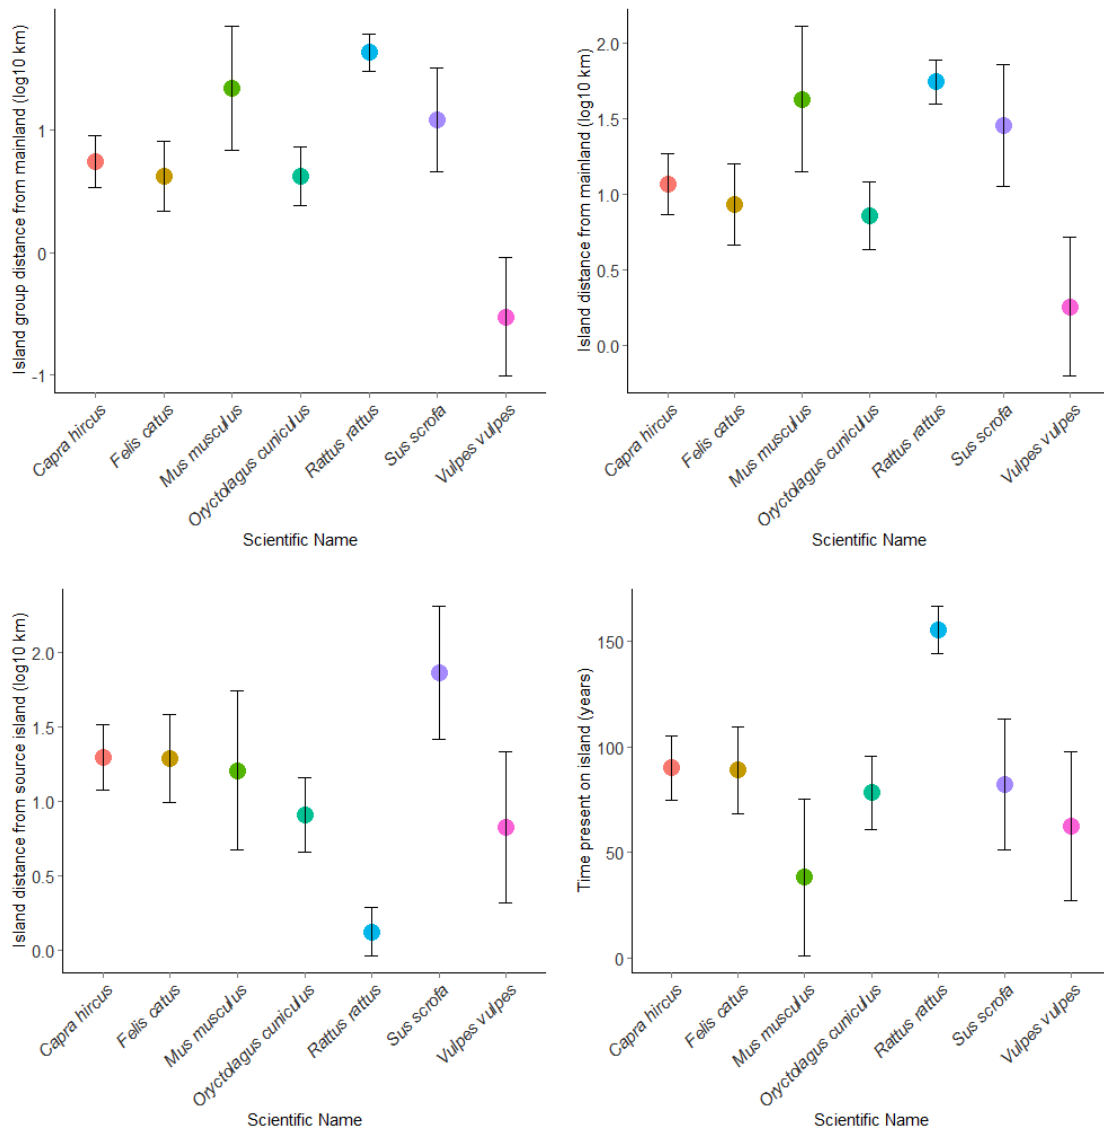 Island group distance from mainland (log10 km)
1
0
-1
Capra hircus
Felis catus
Mus musculus
Oryctolagus cuniculus
Rattus rattus
Sus scrofa
Vulpes vulpes
Scientific Name
Island distance from mainland (log10 km)
2.0
1.5
1.0
0.5
0.0
Capra hircus
Felis catus
Mus musculus
Oryctolagus cuniculus
Rattus rattus
Sus scrofa
Vulpes vulpes
Scientific Name
Island distance from source island (log10 km)
2.0
1.5
1.0
0.5
0.0
Capra hircus
Felis catus
Mus musculus
Oryctolagus cuniculus
Rattus rattus
Sus scrofa
Vulpes vulpes
Scientific Name
Time present on island (years)
150
100
50
0
Capra hircus
Felis catus
Mus musculus
Oryctolagus cuniculus
Rattus rattus
Sus scrofa
Vulpes vulpes
Scientific Name